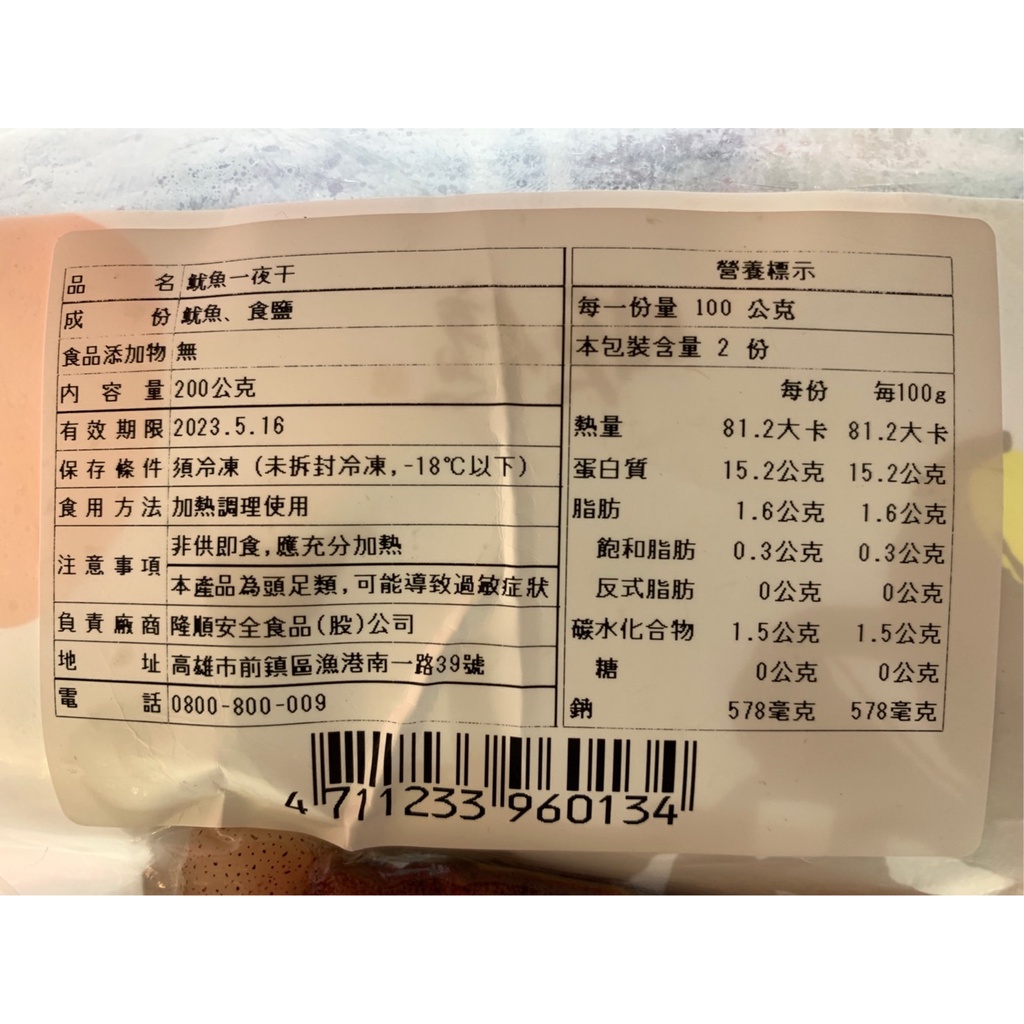 品名 魷魚一夜干
成份 魷魚、食鹽
食品添加物 無
內容量 200公克
有效期限 2023.5.16
保存條件 須冷凍(未拆封冷凍,-18℃以下)
食用方法 加熱調理使用
注意事項 非供即食,應充分加熱
本產品為頭足類,可能導致過敏症狀
負責廠商 隆順安全食品(股)公司
地址 高雄市前鎮區漁港南一路39號
電話 0800-800-009
營養標示
每一份量 100 公克
本包裝含量 2 份
每份 每100g
熱量 81.2大卡 81.2大卡
蛋白質 15.2公克 15.2公克
脂肪 1.6公克 1.6公克
飽和脂肪 0.3公克 0.3公克
反式脂肪 0公克 0公克
碳水化合物 1.5公克 1.5公克
糖 0公克 0公克
鈉 578毫克 578毫克
4 711233 960134